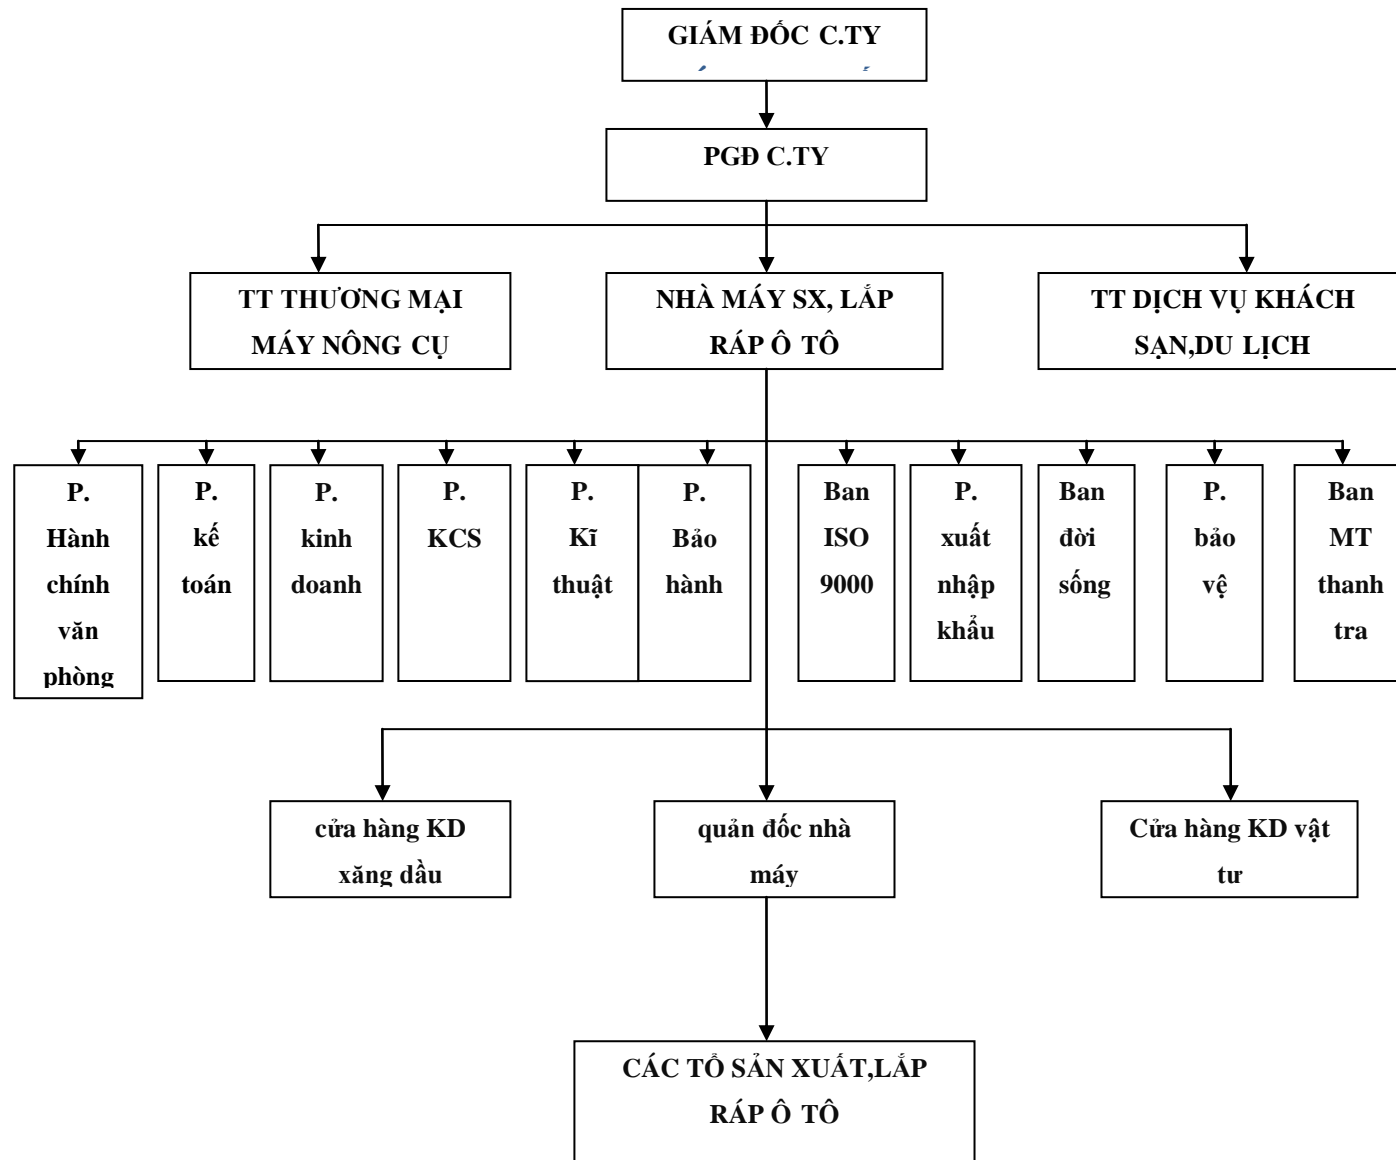 GIÁM ĐỐC C.TY
PGĐ C.TY
TT THƯƠNG MẠI
MÁY NÔNG CỤ
NHÀ MÁY SX, LẮP
RÁP Ô TÔ
TT DỊCH VỤ KHÁCH
SẠN,DU LỊCH
P.
Hành
chính
văn
phòng
P.
kế
toán
P.
kinh
doanh
P.
KCS
P.
Kĩ
thuật
P.
Bảo
hành
Ban
ISO
9000
P.
xuất
nhập
khẩu
Ban
đời
sống
P.
bảo
vệ
Ban
MT
thanh
tra
cửa hàng KD
xăng dầu
quản đốc nhà
máy
Cửa hàng KD vật
tư
CÁC TỔ SẢN XUẤT,LẮP
RÁP Ô TÔ